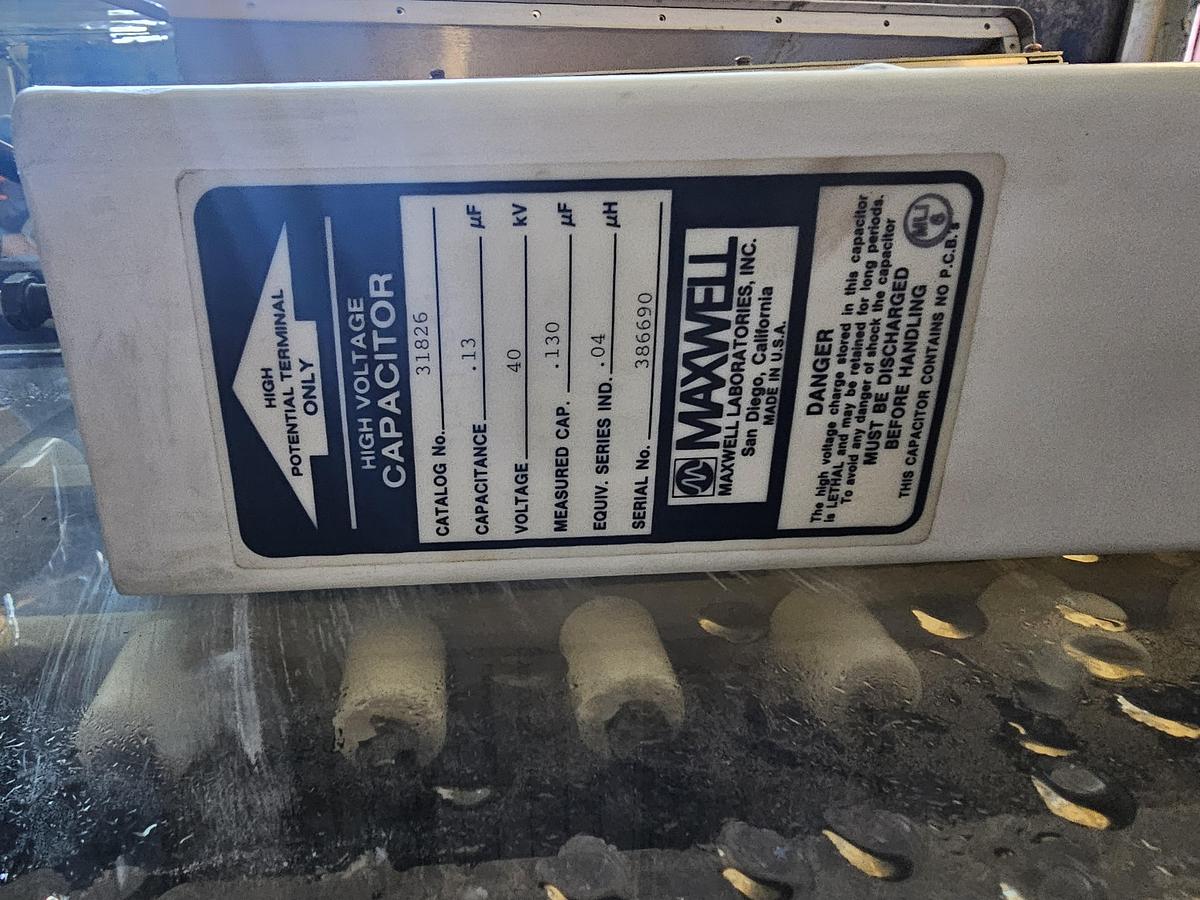 HIGH
POTENTIAL TERMINAL
ONLY
HIGH VOLTAGE
CAPACITOR
CATALOG No. 31826
CAPACITANCE .13 µF
VOLTAGE 40 kV
MEASURED CAP. .130 µF
EQUIV. SERIES IND. .04 µH
SERIAL No. 386690
MAXWELL
MAXWELL LABORATORIES, INC.
San Diego, California
MADE IN U.S.A.
DANGER
The high voltage charge stored in this capacitor
is LETHAL and may be retained for long periods.
To avoid any danger of shock the capacitor
MUST BE DISCHARGED
BEFORE HANDLING
THIS CAPACITOR CONTAINS NO P.C.B.'s
MLI
6